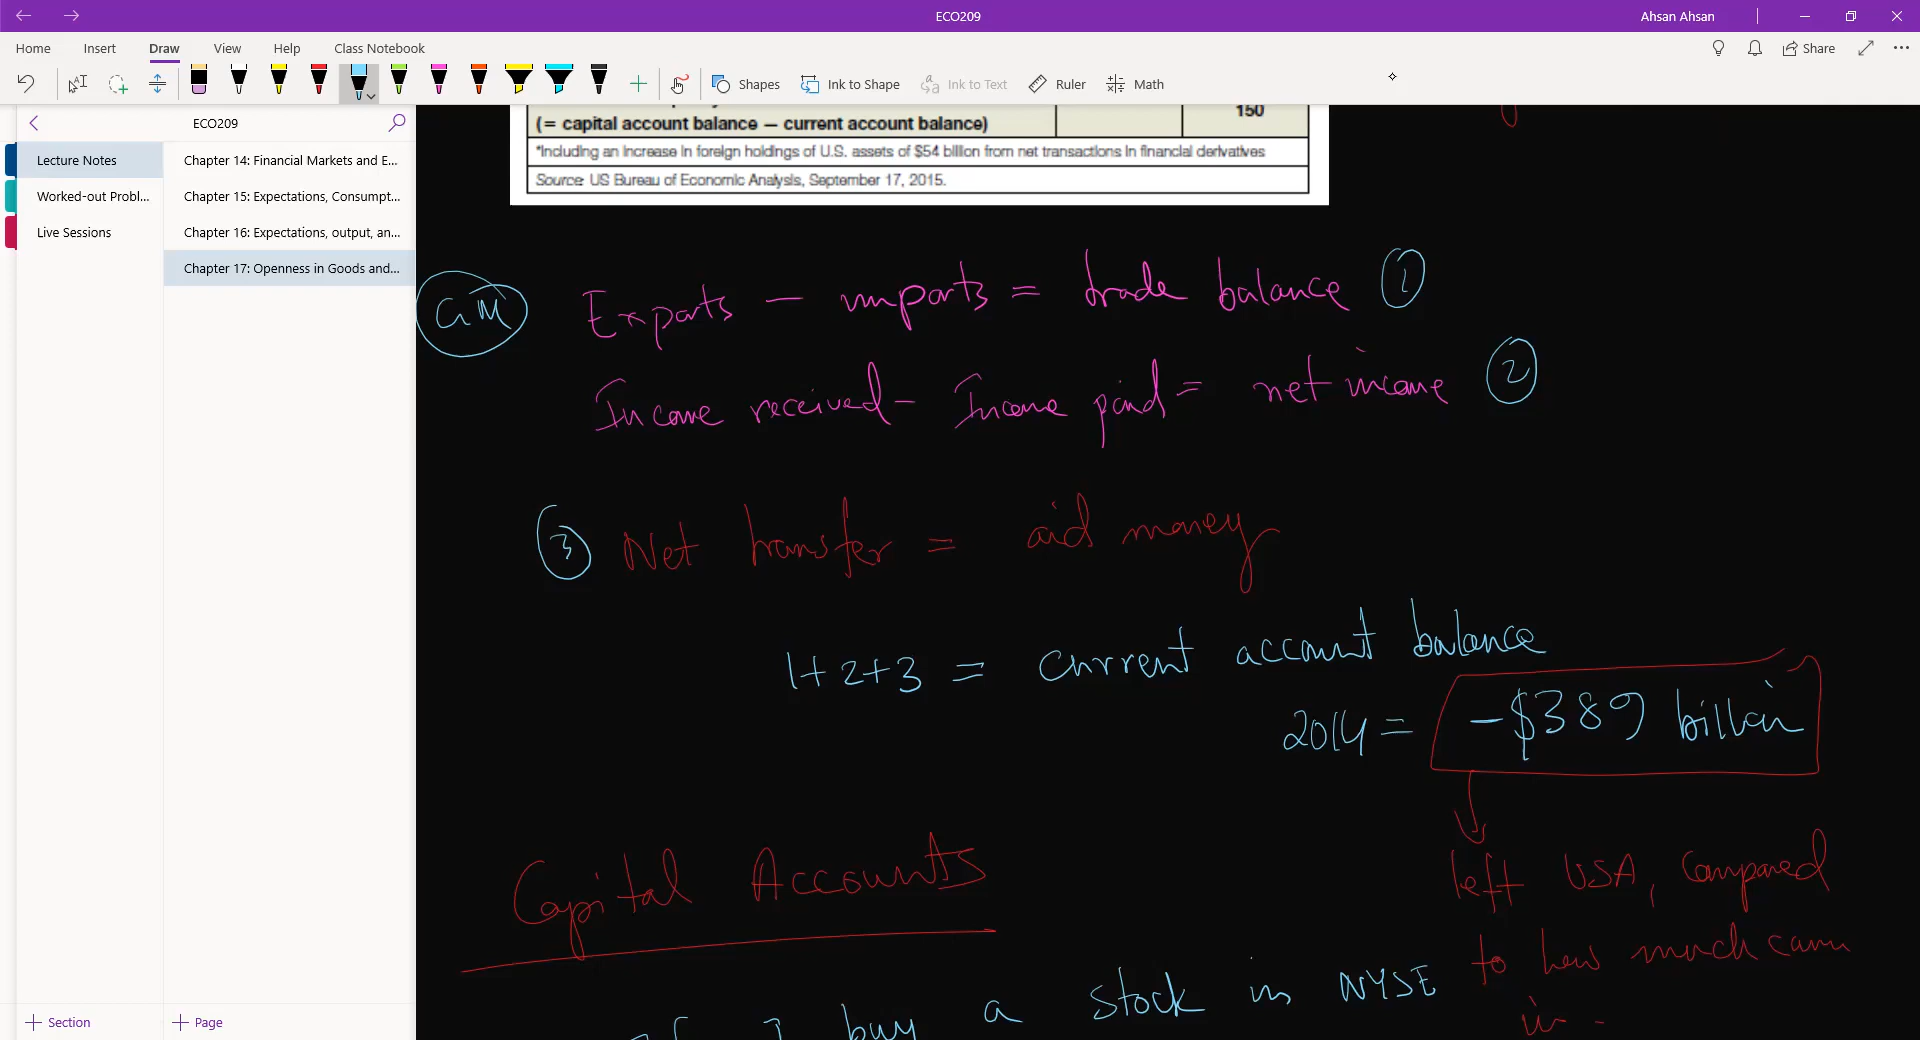 ECO209
Ahsan Ahsan
Home Insert Draw View Help Class Notebook
Share
Shapes Ink to Shape Ink to Text Ruler Math
ECO209
Lecture Notes
Worked-out Probl...
Live Sessions
Chapter 14: Financial Markets and E...
Chapter 15: Expectations, Consumpt...
Chapter 16: Expectations, output, an...
Chapter 17: Openness in Goods and...
Section
Page
(= capital account balance — current account balance)
150
*Including an increase in foreign holdings of U.S. assets of $54 billion from net transactions in financial derivatives
Source: US Bureau of Economic Analysis, September 17, 2015.
GM
Exports — imports = trade balance 1
Income received - Income paid = net income 2
3 Net transfer = aid money
1+2+3 = current account balance
2014 = -$389 billion
left USA, compared
to how much came
in
Capital Accounts
If I buy a stock in NYSE